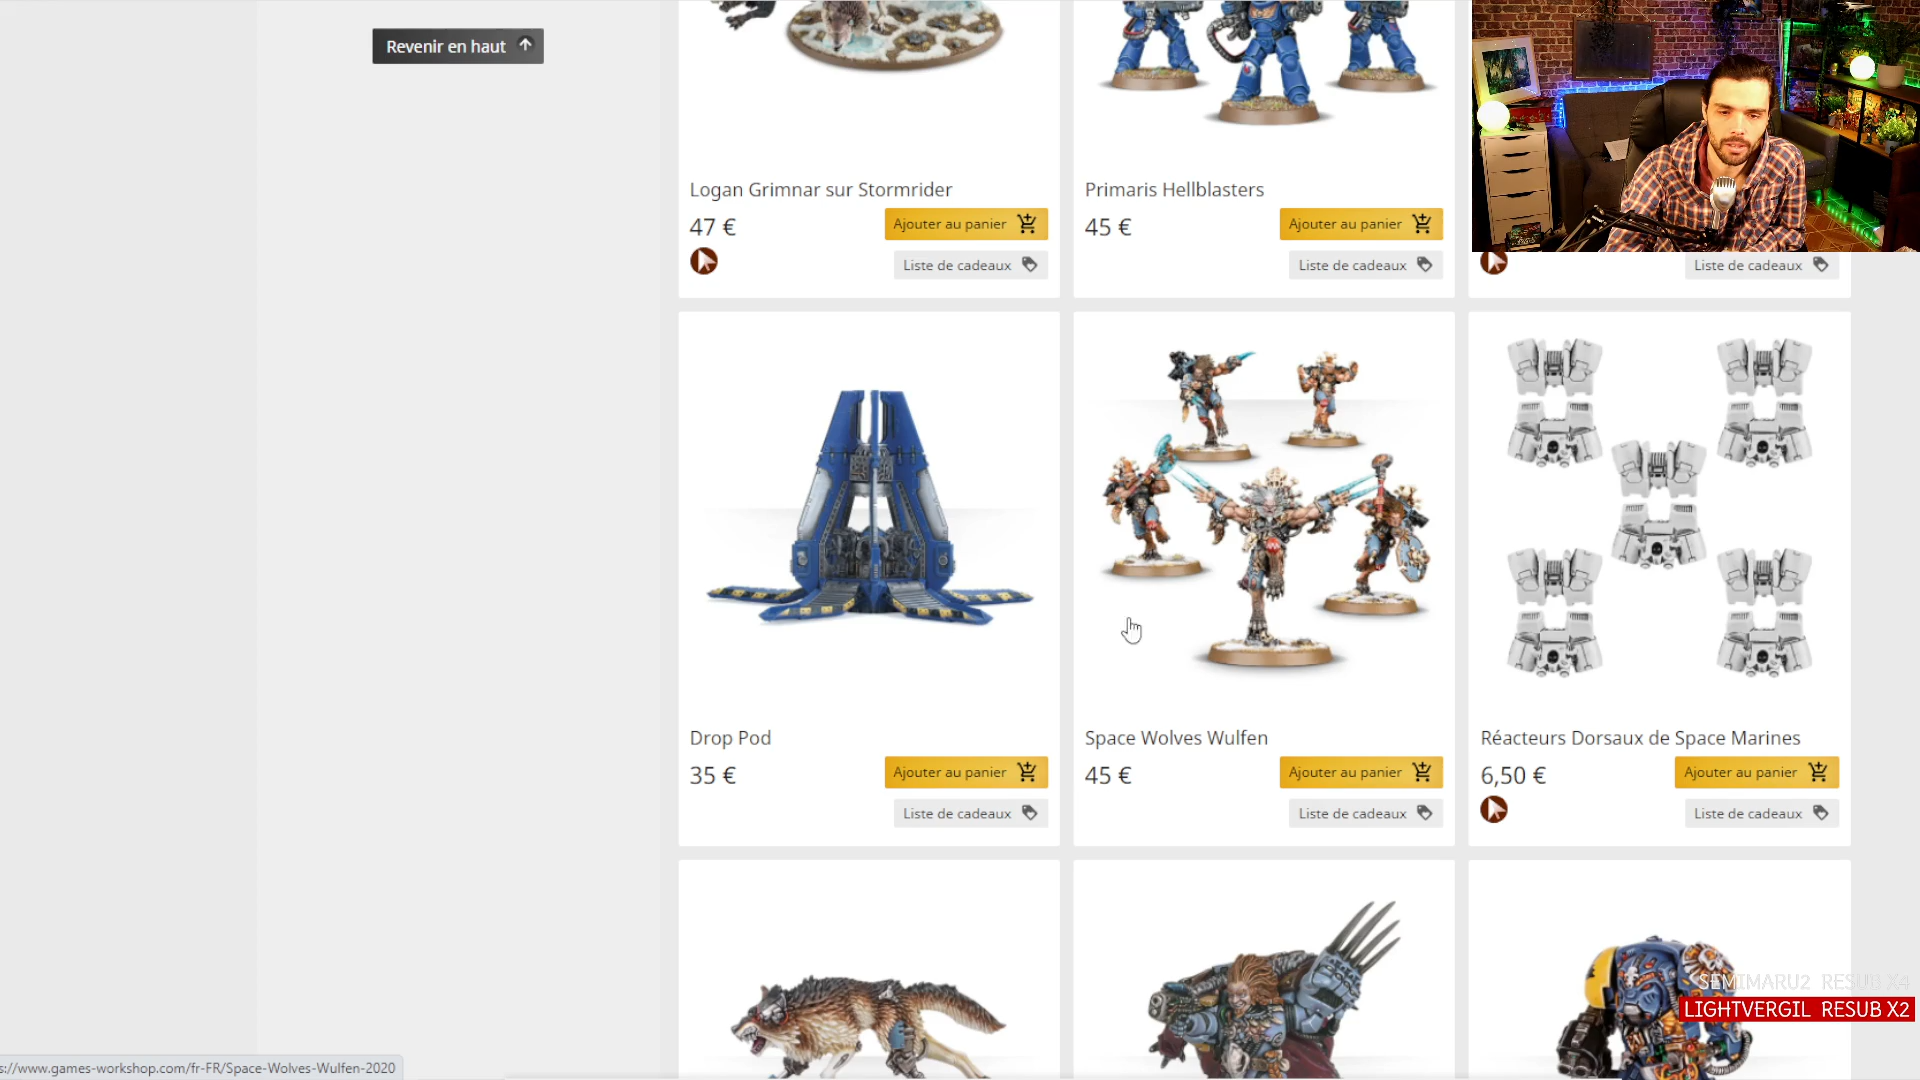 Revenir en haut
Logan Grimnar sur Stormrider
47 €
Ajouter au panier
Liste de cadeaux
Primaris Hellblasters
45 €
Ajouter au panier
Liste de cadeaux
Liste de cadeaux
Drop Pod
35 €
Ajouter au panier
Liste de cadeaux
Space Wolves Wulfen
45 €
Ajouter au panier
Liste de cadeaux
Réacteurs Dorsaux de Space Marines
6,50 €
Ajouter au panier
Liste de cadeaux
SEMIMARU2 RESUB X4
LIGHTVERGIL RESUB X2
s://www.games-workshop.com/fr-FR/Space-Wolves-Wulfen-2020